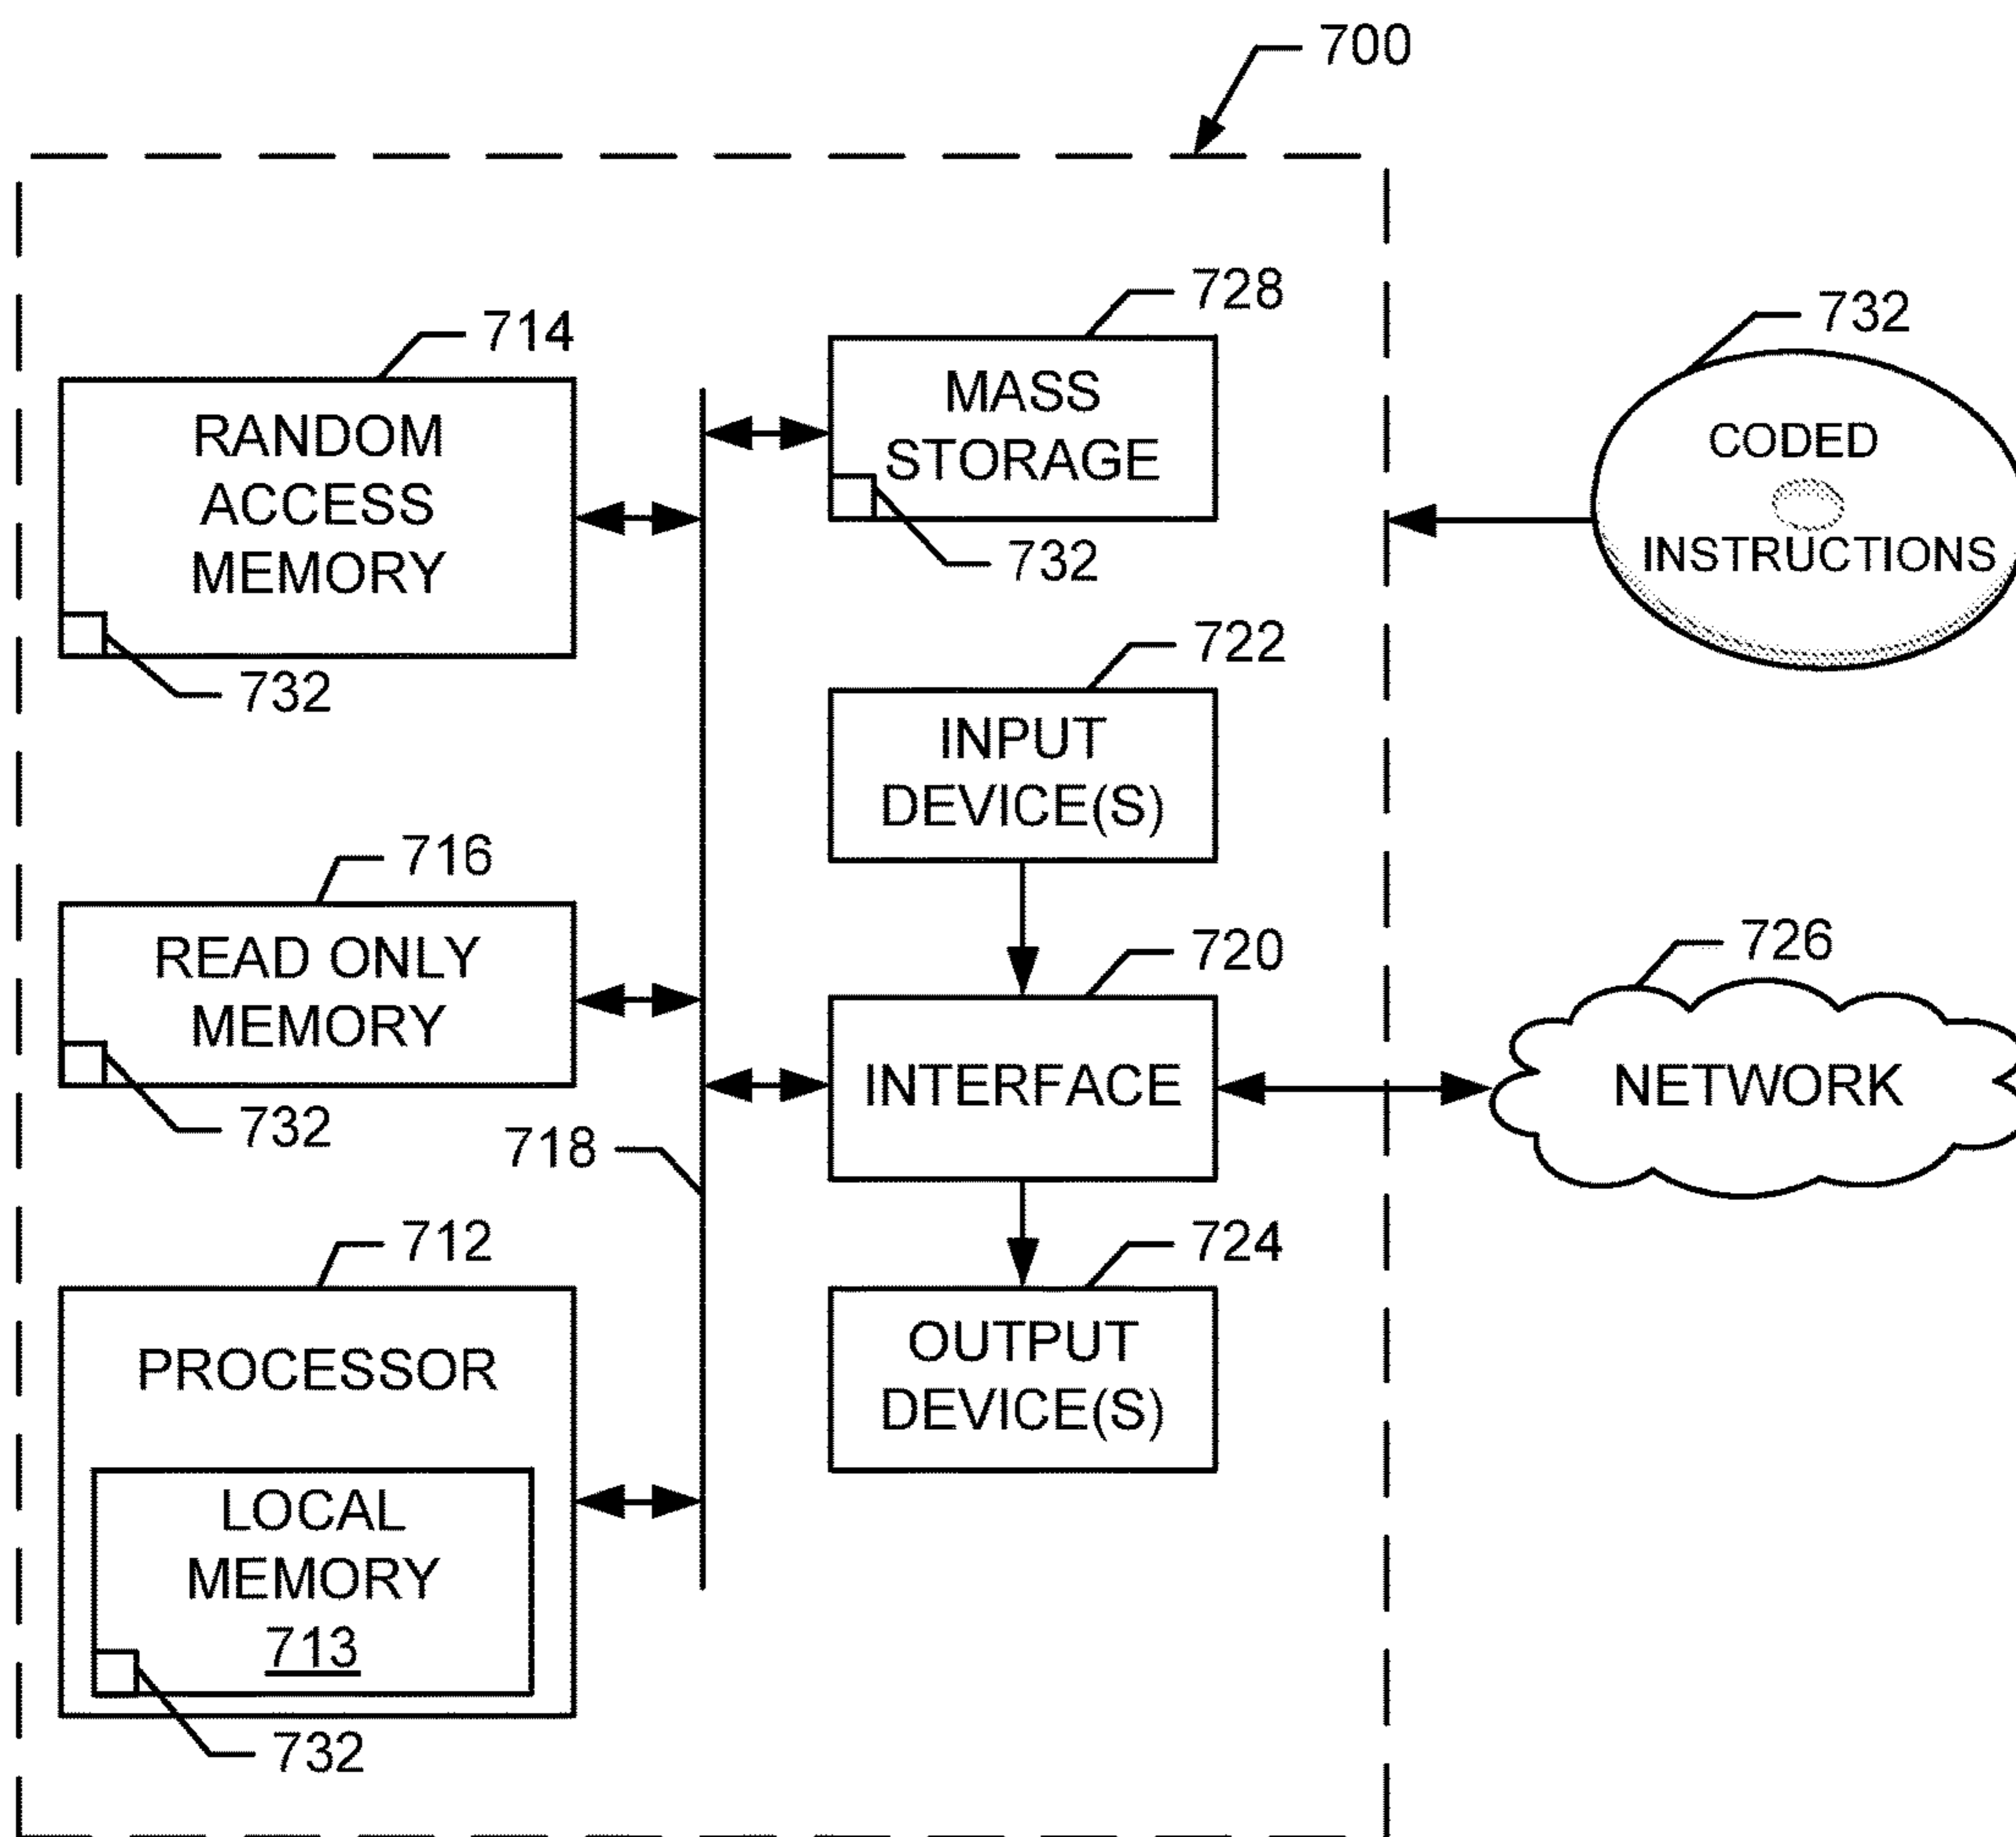 700
728
732
714
MASS
STORAGE
RANDOM
ACCESS
MEMORY
CODED
INSTRUCTIONS
732
732
722
INPUT
DEVICE(S)
716
READ ONLY
MEMORY
720
726
INTERFACE
NETWORK
732
718
712
724
PROCESSOR
OUTPUT
DEVICE(S)
LOCAL
MEMORY
713
732